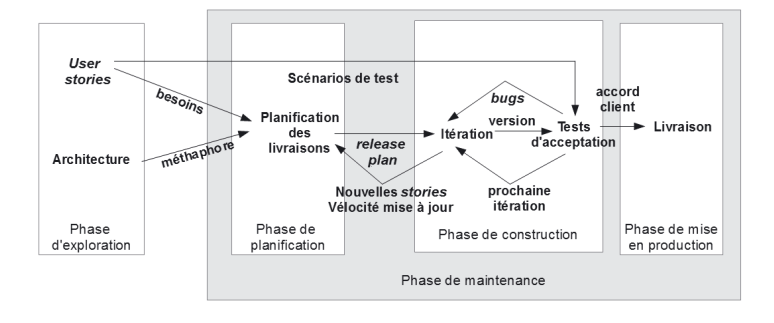 User
stories
Scénarios de test
besoins
bugs
accord
client
Planification
des
livraisons
version
Itération
Tests
d'acceptation
Livraison
release
plan
Architecture
méthaphore
Nouvelles stories
Vélocité mise à jour
prochaine
itération
Phase
d'exploration
Phase de
planification
Phase de construction
Phase de mise
en production
Phase de maintenance